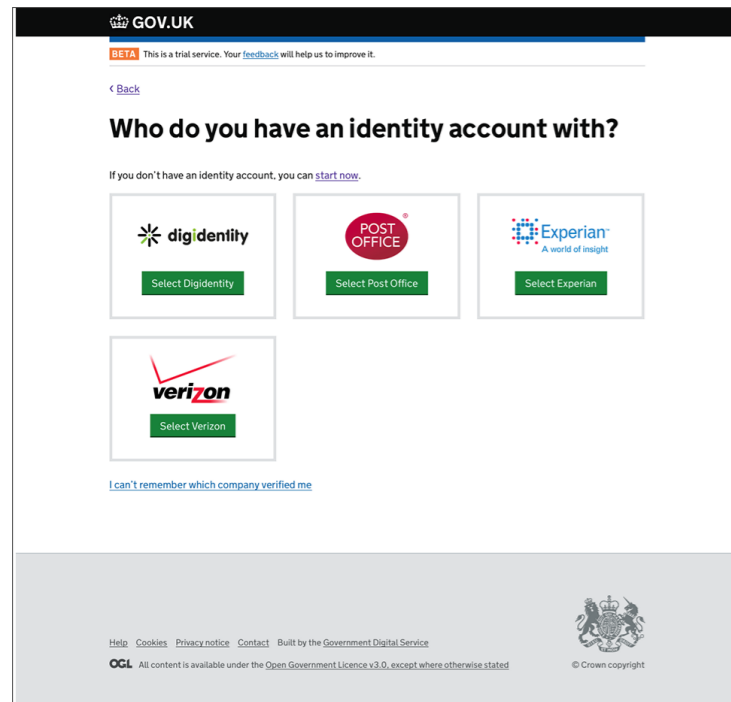 GOV.UK
BETA This is a trial service. Your feedback will help us to improve it.
Back
Who do you have an identity account with?
If you don't have an identity account, you can start now.
digidentity
POST OFFICE ®
Experian™
A world of insight
Select Digidentity
Select Post Office
Select Experian
verizon
Select Verizon
I can't remember which company verified me
Help Cookies Privacy notice Contact Built by the Government Digital Service
OGL All content is available under the Open Government Licence v3.0, except where otherwise stated
© Crown copyright